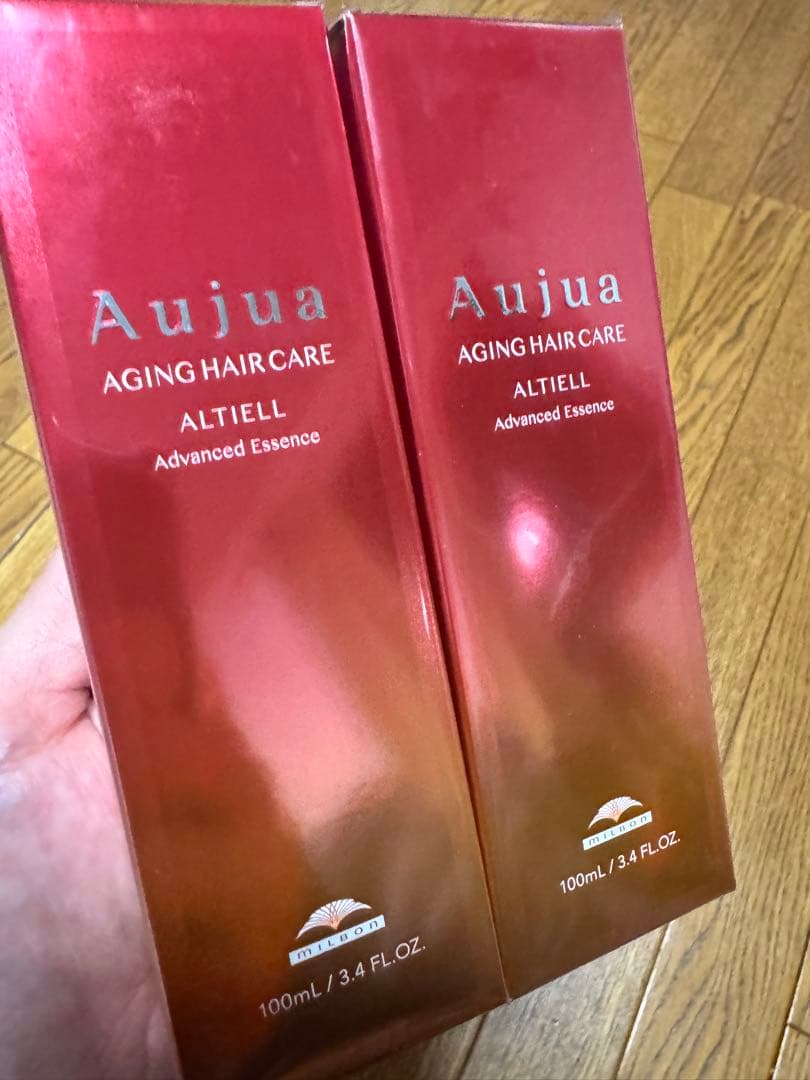 Aujua
AGING HAIR CARE
ALTIELL
Advanced Essence
MILBON
100mL / 3.4 FL.OZ.
Aujua
AGING HAIR CARE
ALTIELL
Advanced Essence
MILBON
100mL / 3.4 FL.OZ.